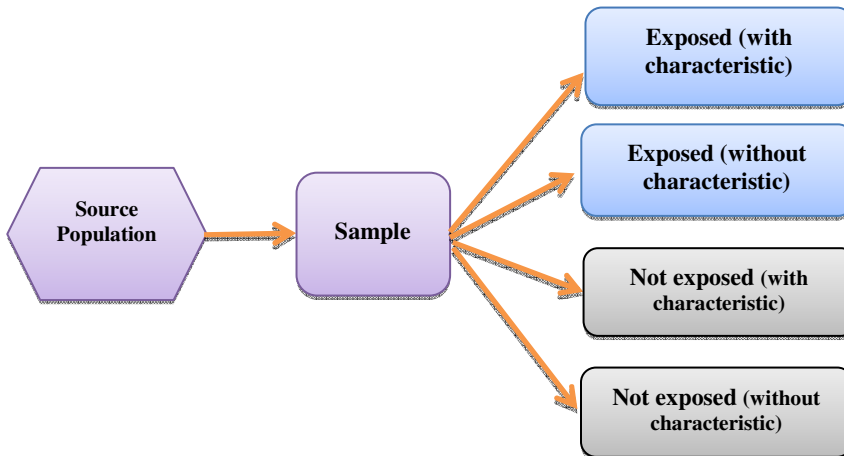 Exposed (with
characteristic)
Exposed (without
characteristic)
Source
Population
Sample
Not exposed (with
characteristic)
Not exposed (without
characteristic)